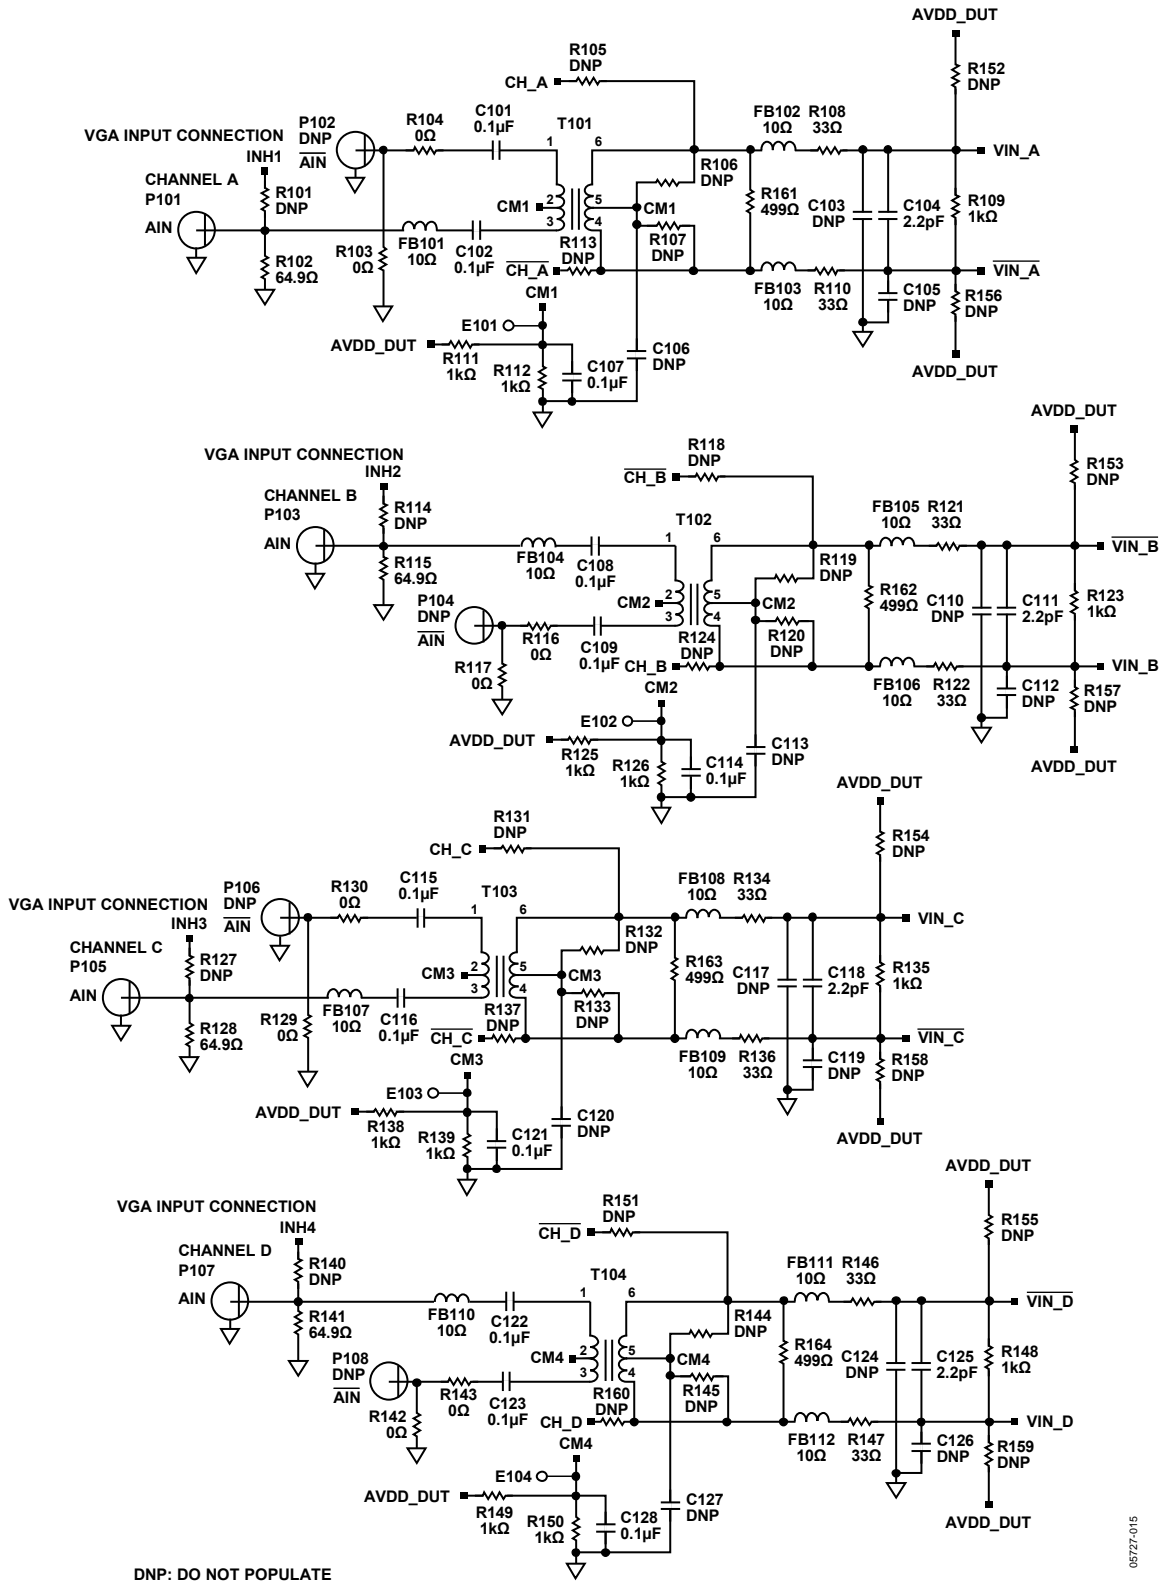 AVDD_DUT
R105
DNP
CH_A
R152
DNP
VGA INPUT CONNECTION
INH1
P102
DNP
AIN
R104
0Ω
C101
0.1µF
T101
1
2
3
6
5
4
FB102
10Ω
R108
33Ω
VIN_A
CHANNEL A
P101
AIN
R101
DNP
R102
64.9Ω
R103
0Ω
FB101
10Ω
C102
0.1µF
CM1
CM1
R106
DNP
R107
DNP
R113
DNP
CH_A
R161
499Ω
C103
DNP
C104
2.2pF
R109
1kΩ
FB103
10Ω
R110
33Ω
C105
DNP
VIN_A
R156
DNP
AVDD_DUT
CM1
E101
AVDD_DUT
R111
1kΩ
R112
1kΩ
C107
0.1µF
C106
DNP
AVDD_DUT
R118
DNP
CH_B
R153
DNP
VGA INPUT CONNECTION
INH2
CHANNEL B
P103
AIN
R114
DNP
R115
64.9Ω
FB104
10Ω
C108
0.1µF
T102
1
2
3
6
5
4
FB105
10Ω
R121
33Ω
VIN_B
P104
DNP
AIN
R116
0Ω
R117
0Ω
C109
0.1µF
CM2
CM2
R119
DNP
R120
DNP
R124
DNP
CH_B
R162
499Ω
C110
DNP
C111
2.2pF
R123
1kΩ
FB106
10Ω
R122
33Ω
C112
DNP
VIN_B
R157
DNP
AVDD_DUT
CM2
E102
AVDD_DUT
R125
1kΩ
R126
1kΩ
C114
0.1µF
C113
DNP
AVDD_DUT
R131
DNP
CH_C
R154
DNP
VGA INPUT CONNECTION
INH3
P106
DNP
AIN
R130
0Ω
C115
0.1µF
T103
1
2
3
6
5
4
FB108
10Ω
R134
33Ω
VIN_C
CHANNEL C
P105
AIN
R127
DNP
R128
64.9Ω
R129
0Ω
FB107
10Ω
C116
0.1µF
CM3
CM3
R132
DNP
R133
DNP
R137
DNP
CH_C
R163
499Ω
C117
DNP
C118
2.2pF
R135
1kΩ
FB109
10Ω
R136
33Ω
C119
DNP
VIN_C
R158
DNP
AVDD_DUT
CM3
E103
AVDD_DUT
R138
1kΩ
R139
1kΩ
C121
0.1µF
C120
DNP
AVDD_DUT
R151
DNP
CH_D
R155
DNP
VGA INPUT CONNECTION
INH4
CHANNEL D
P107
AIN
R140
DNP
R141
64.9Ω
FB110
10Ω
C122
0.1µF
T104
1
2
3
6
5
4
FB111
10Ω
R146
33Ω
VIN_D
P108
DNP
AIN
R143
0Ω
R142
0Ω
C123
0.1µF
CM4
CM4
R144
DNP
R145
DNP
R160
DNP
CH_D
R164
499Ω
C124
DNP
C125
2.2pF
R148
1kΩ
FB112
10Ω
R147
33Ω
C126
DNP
VIN_D
R159
DNP
AVDD_DUT
CM4
E104
AVDD_DUT
R149
1kΩ
R150
1kΩ
C128
0.1µF
C127
DNP
DNP: DO NOT POPULATE
05727-015